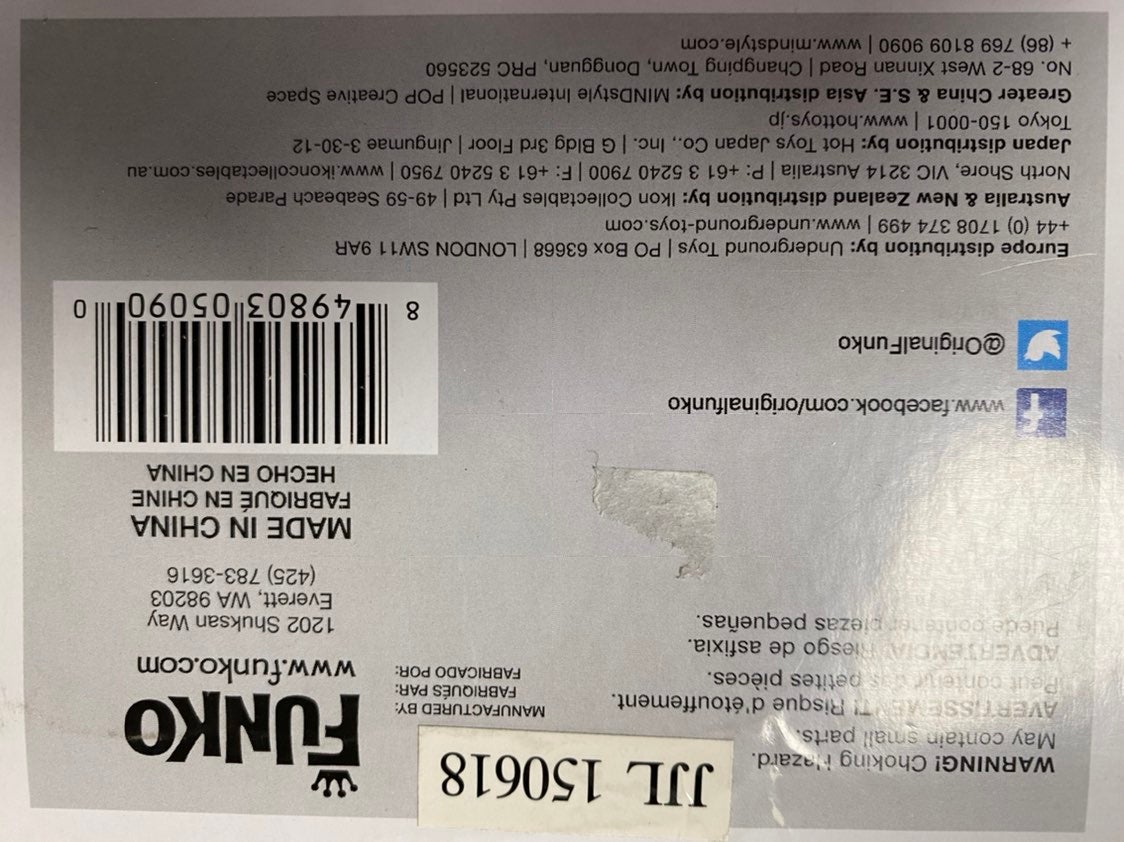 JJL 150618
WARNING! Choking Hazard.
May contain small parts.
AVERTISSEMENT! Risque d'étouffement.
Peut contenir des petites pièces.
ADVERTENCIA! Riesgo de asfixia.
Puede contener piezas pequeñas.
MANUFACTURED BY:
FABRIQUÉS PAR:
FABRICADO POR:
FUNKO
www.funko.com
1202 Shuksan Way
Everett, WA 98203
(425) 783-3616
MADE IN CHINA
FABRIQUÉ EN CHINE
HECHO EN CHINA
www.facebook.com/originalfunko
@OriginalFunko
8 49803 05090 0
Europe distribution by: Underground Toys | PO Box 63668 | LONDON SW11 9AR
+44 (0) 1708 374 499 | www.underground-toys.com
Australia & New Zealand distribution by: Ikon Collectables Pty Ltd | 49-59 Seabeach Parade
North Shore, VIC 3214 Australia | P: +61 3 5240 7900 | F: +61 3 5240 7950 | www.ikoncollectables.com.au
Japan distribution by: Hot Toys Japan Co., Inc. | G Bldg 3rd Floor | Jingumae 3-30-12
Tokyo 150-0001 | www.hottoys.jp
Greater China & S.E. Asia distribution by: MINDstyle International | POP Creative Space
No. 68-2 West Xinnan Road | Changping Town, Dongguan, PRC 523560
+ (86) 769 8109 9090 | www.mindstyle.com